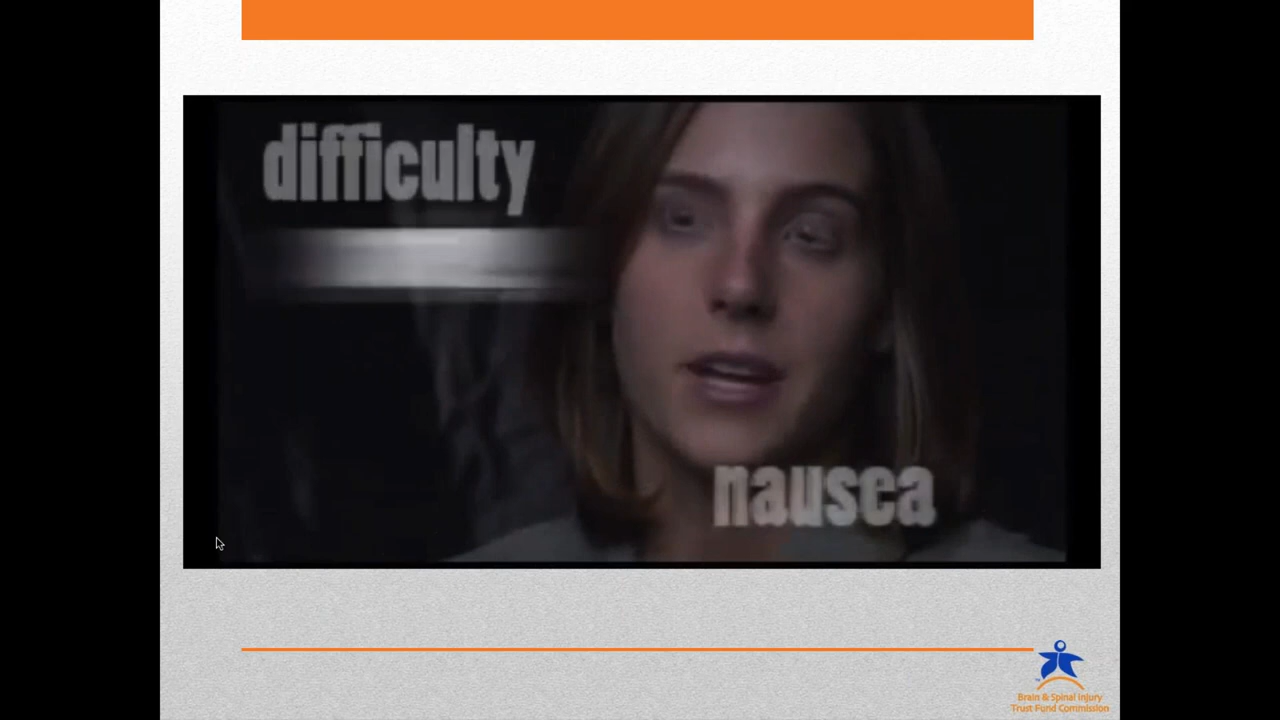 difficulty
nausea
Brain & Spinal Injury
Trust Fund Commission